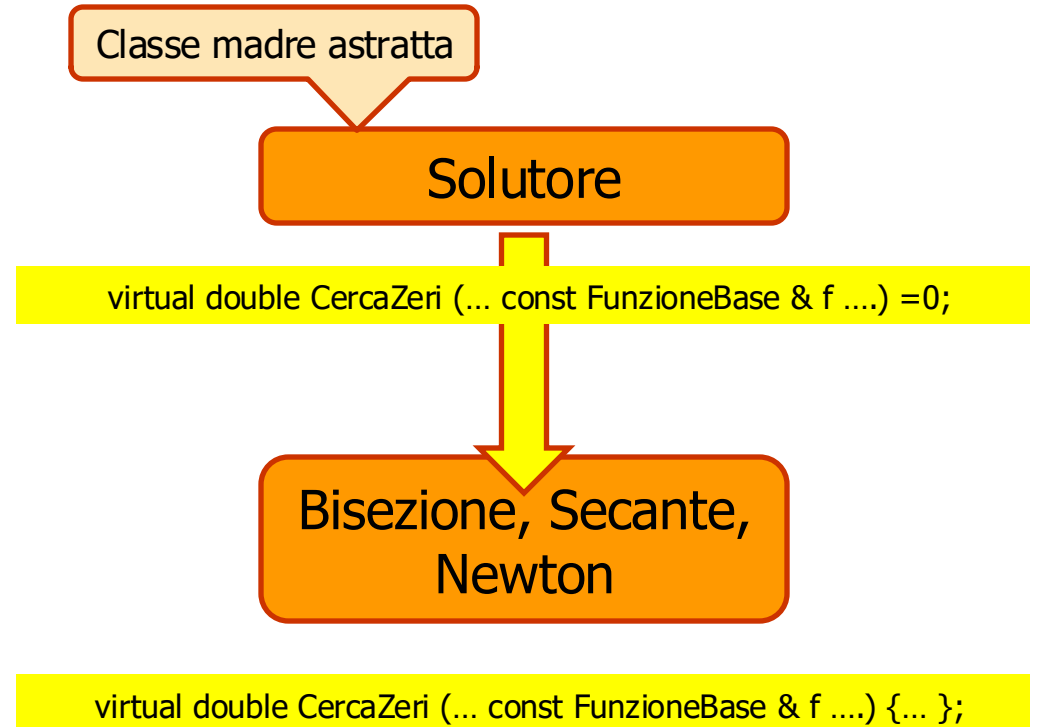 Classe madre astratta
Solutore
virtual double CercaZeri (… const FunzioneBase & f ….) =0;
Bisezione, Secante,
Newton
virtual double CercaZeri (… const FunzioneBase & f ….) {… };